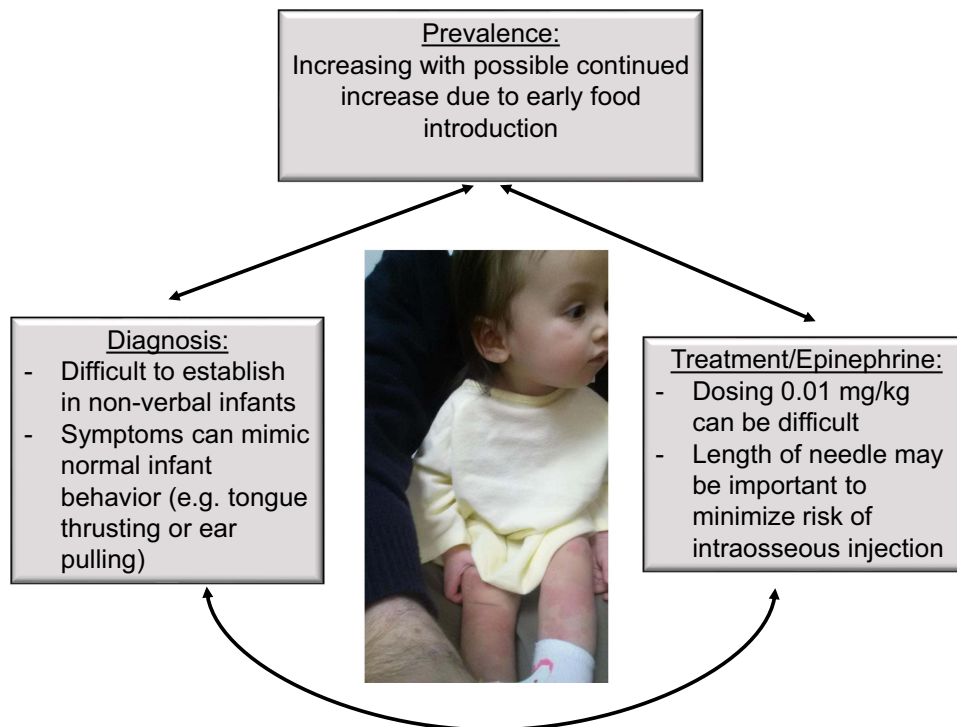 Prevalence:
Increasing with possible continued
increase due to early food
introduction
Diagnosis:
- Difficult to establish
in non-verbal infants
- Symptoms can mimic
normal infant
behavior (e.g. tongue
thrusting or ear
pulling)
Treatment/Epinephrine:
- Dosing 0.01 mg/kg
can be difficult
- Length of needle may
be important to
minimize risk of
intraosseous injection